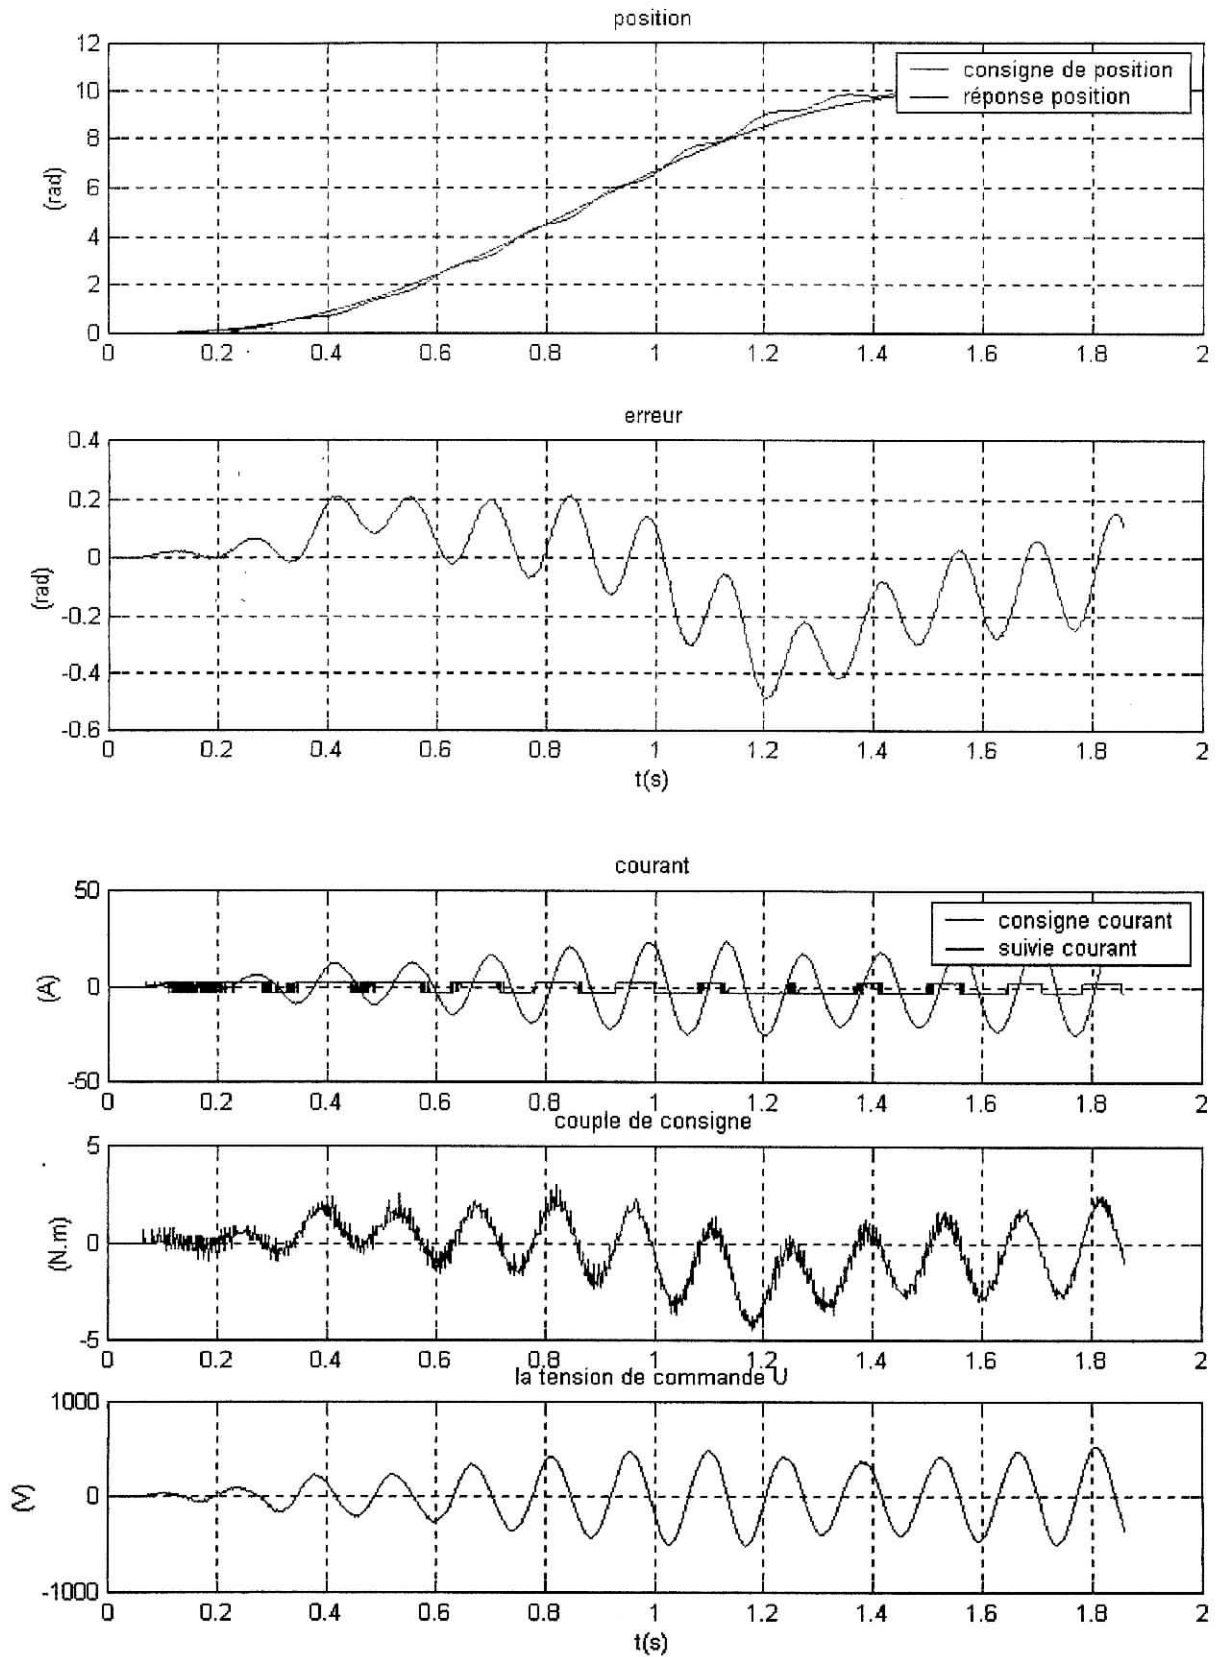 position
12
10
8
6
4
2
0
(rad)
consigne de position
réponse position
0 0.2 0.4 0.6 0.8 1 1.2 1.4 1.6 1.8 2
erreur
0.4
0.2
0
-0.2
-0.4
-0.6
(rad)
0 0.2 0.4 0.6 0.8 1 1.2 1.4 1.6 1.8 2
t(s)
courant
50
0
-50
(A)
consigne courant
suivie courant
0 0.2 0.4 0.6 0.8 1 1.2 1.4 1.6 1.8 2
couple de consigne
5
0
-5
(N.m)
0 0.2 0.4 0.6 0.8 1 1.2 1.4 1.6 1.8 2
la tension de commande U
1000
0
-1000
(V)
0 0.2 0.4 0.6 0.8 1 1.2 1.4 1.6 1.8 2
t(s)